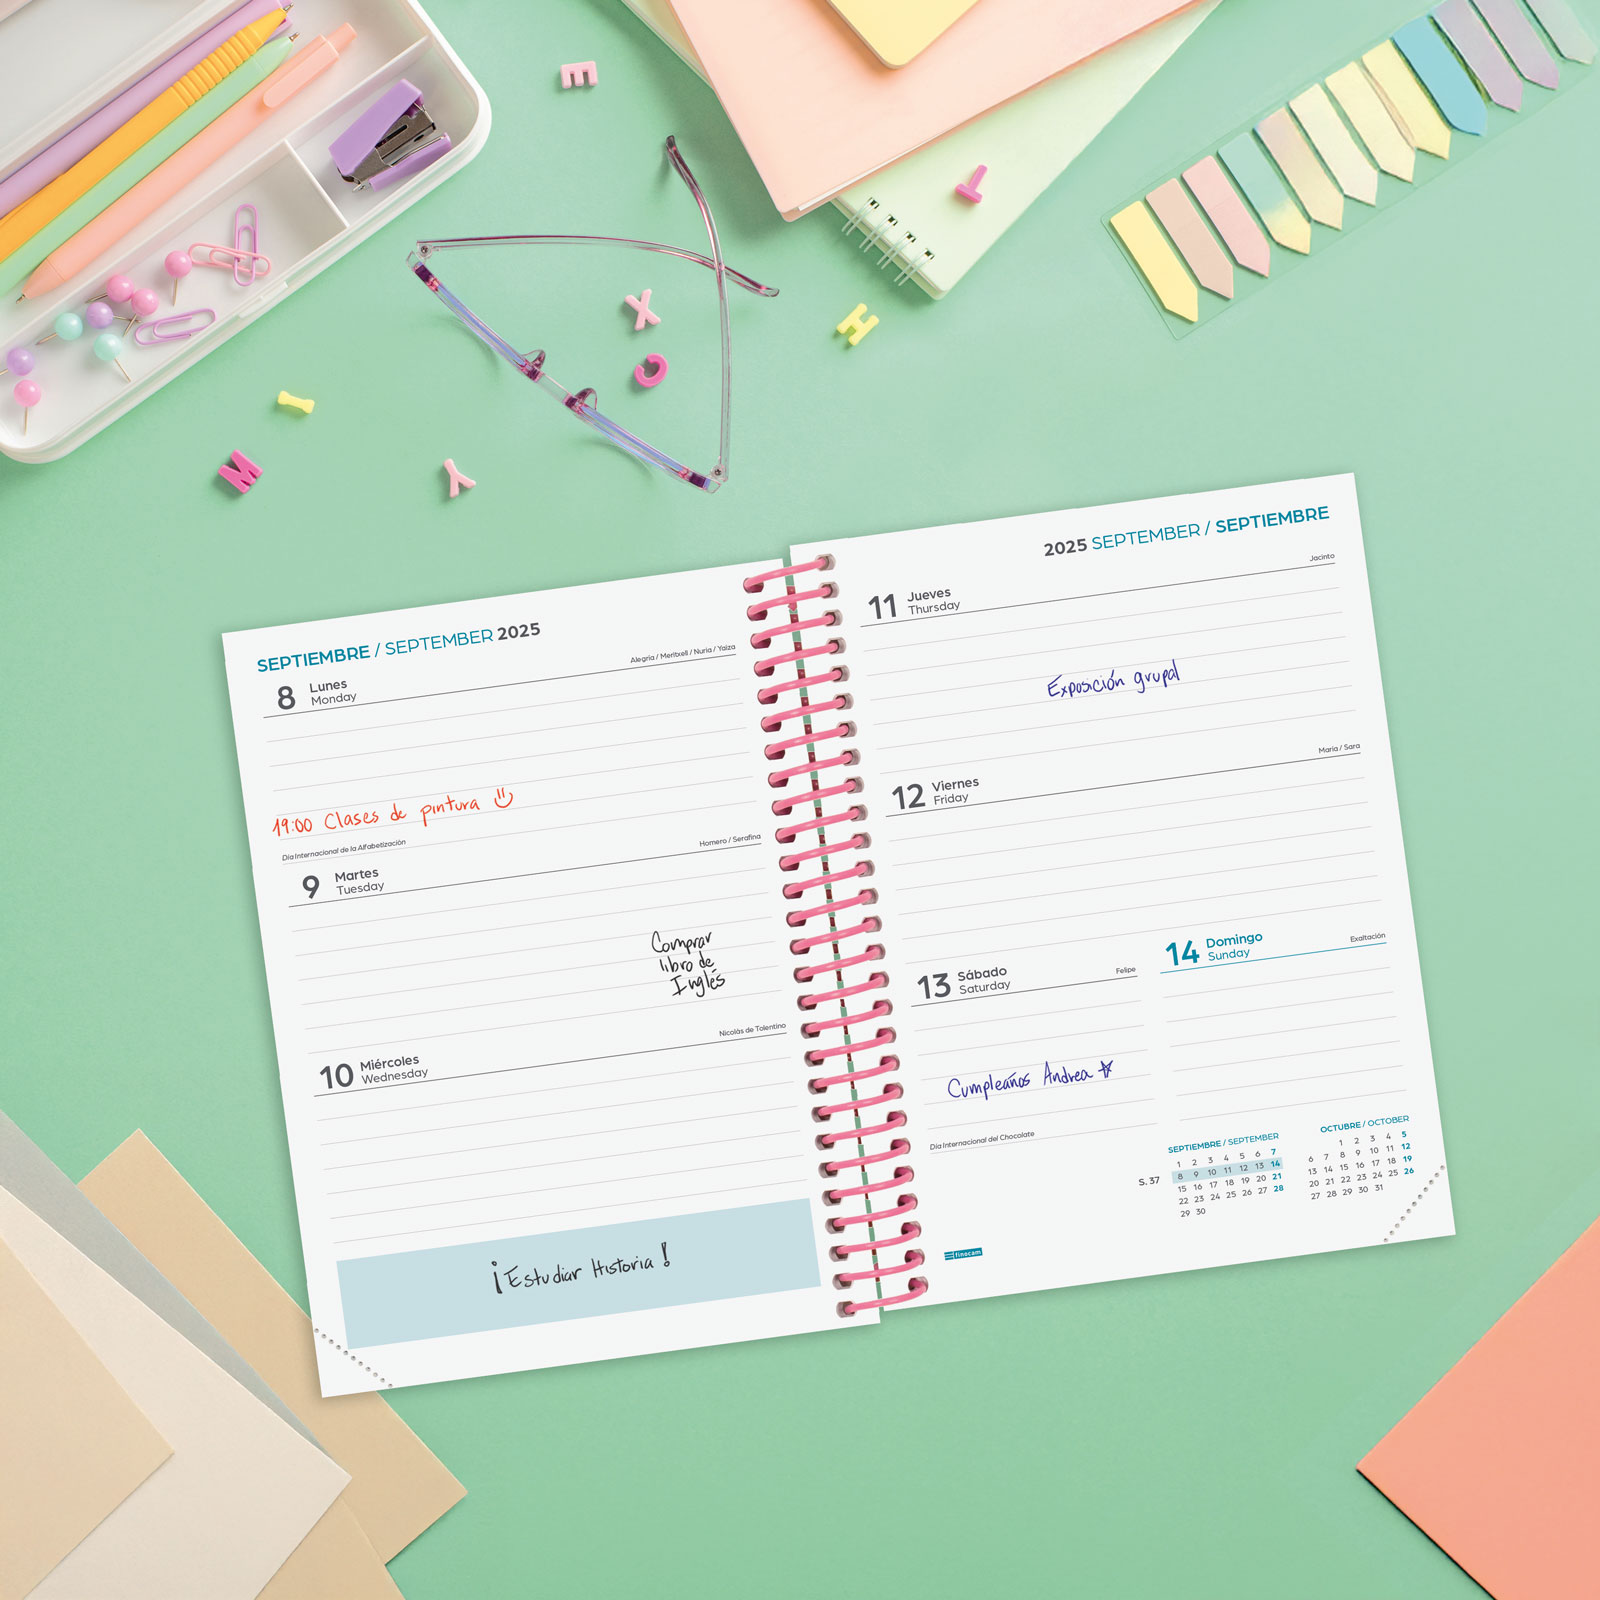 E
T
X
H
C
I
M
Y
SEPTIEMBRE / SEPTEMBER 2025
8 Lunes
Monday
Alegría / Meritxell / Nuria / Yaiza
19:00 Clases de pintura
Día Internacional de la Alfabetización
9 Martes
Tuesday
Homero / Serafina
Comprar
libro de
Inglés
10 Miércoles
Wednesday
Nicolás de Tolentino
¡Estudiar Historia!
2025 SEPTEMBER / SEPTIEMBRE
11 Jueves
Thursday
Jacinto
Exposición grupal
12 Viernes
Friday
María / Sara
13 Sábado
Saturday
Felipe
Cumpleaños Andrea
Día Internacional del Chocolate
14 Domingo
Sunday
Exaltación
S. 37
SEPTIEMBRE / SEPTEMBER
1 2 3 4 5 6 7
8 9 10 11 12 13 14
15 16 17 18 19 20 21
22 23 24 25 26 27 28
29 30
OCTUBRE / OCTOBER
1 2 3 4 5
6 7 8 9 10 11 12
13 14 15 16 17 18 19
20 21 22 23 24 25 26
27 28 29 30 31
finocam